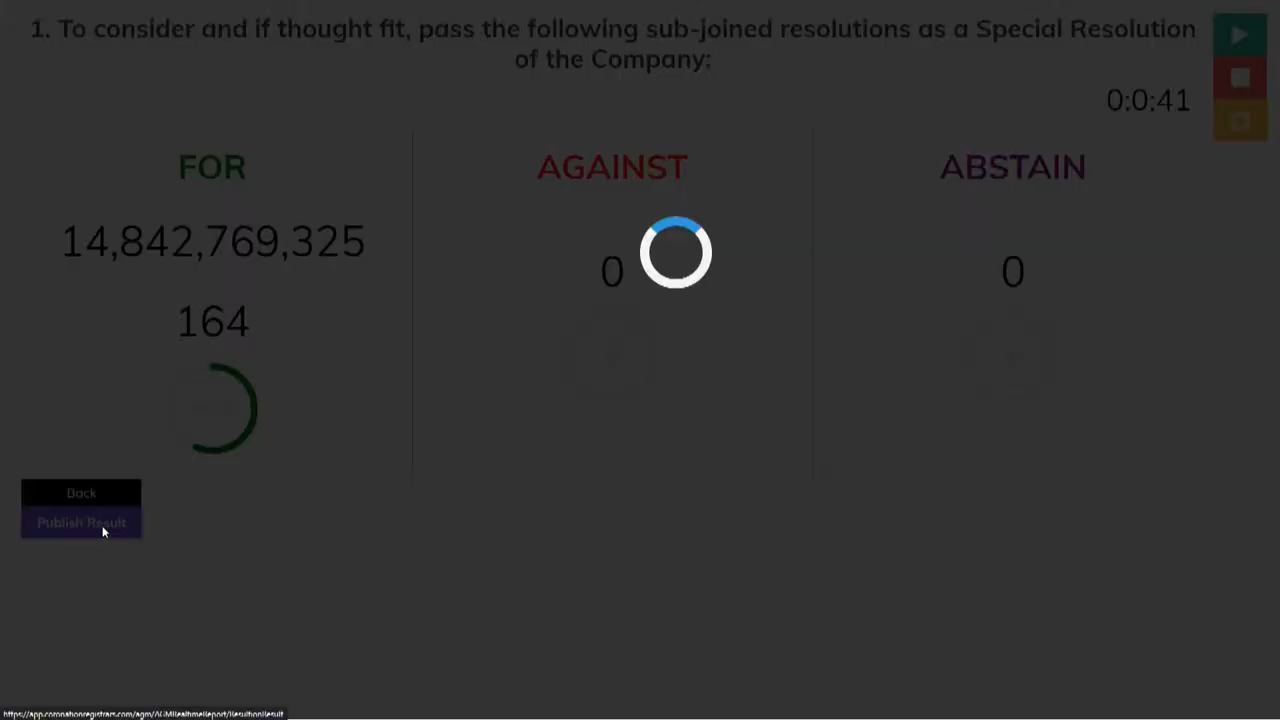 1. To consider and if thought fit, pass the following sub-joined resolutions as a Special Resolution
of the Company:
0:0:41
FOR
AGAINST
ABSTAIN
14,842,769,325
0
0
164
Back
Publish Result